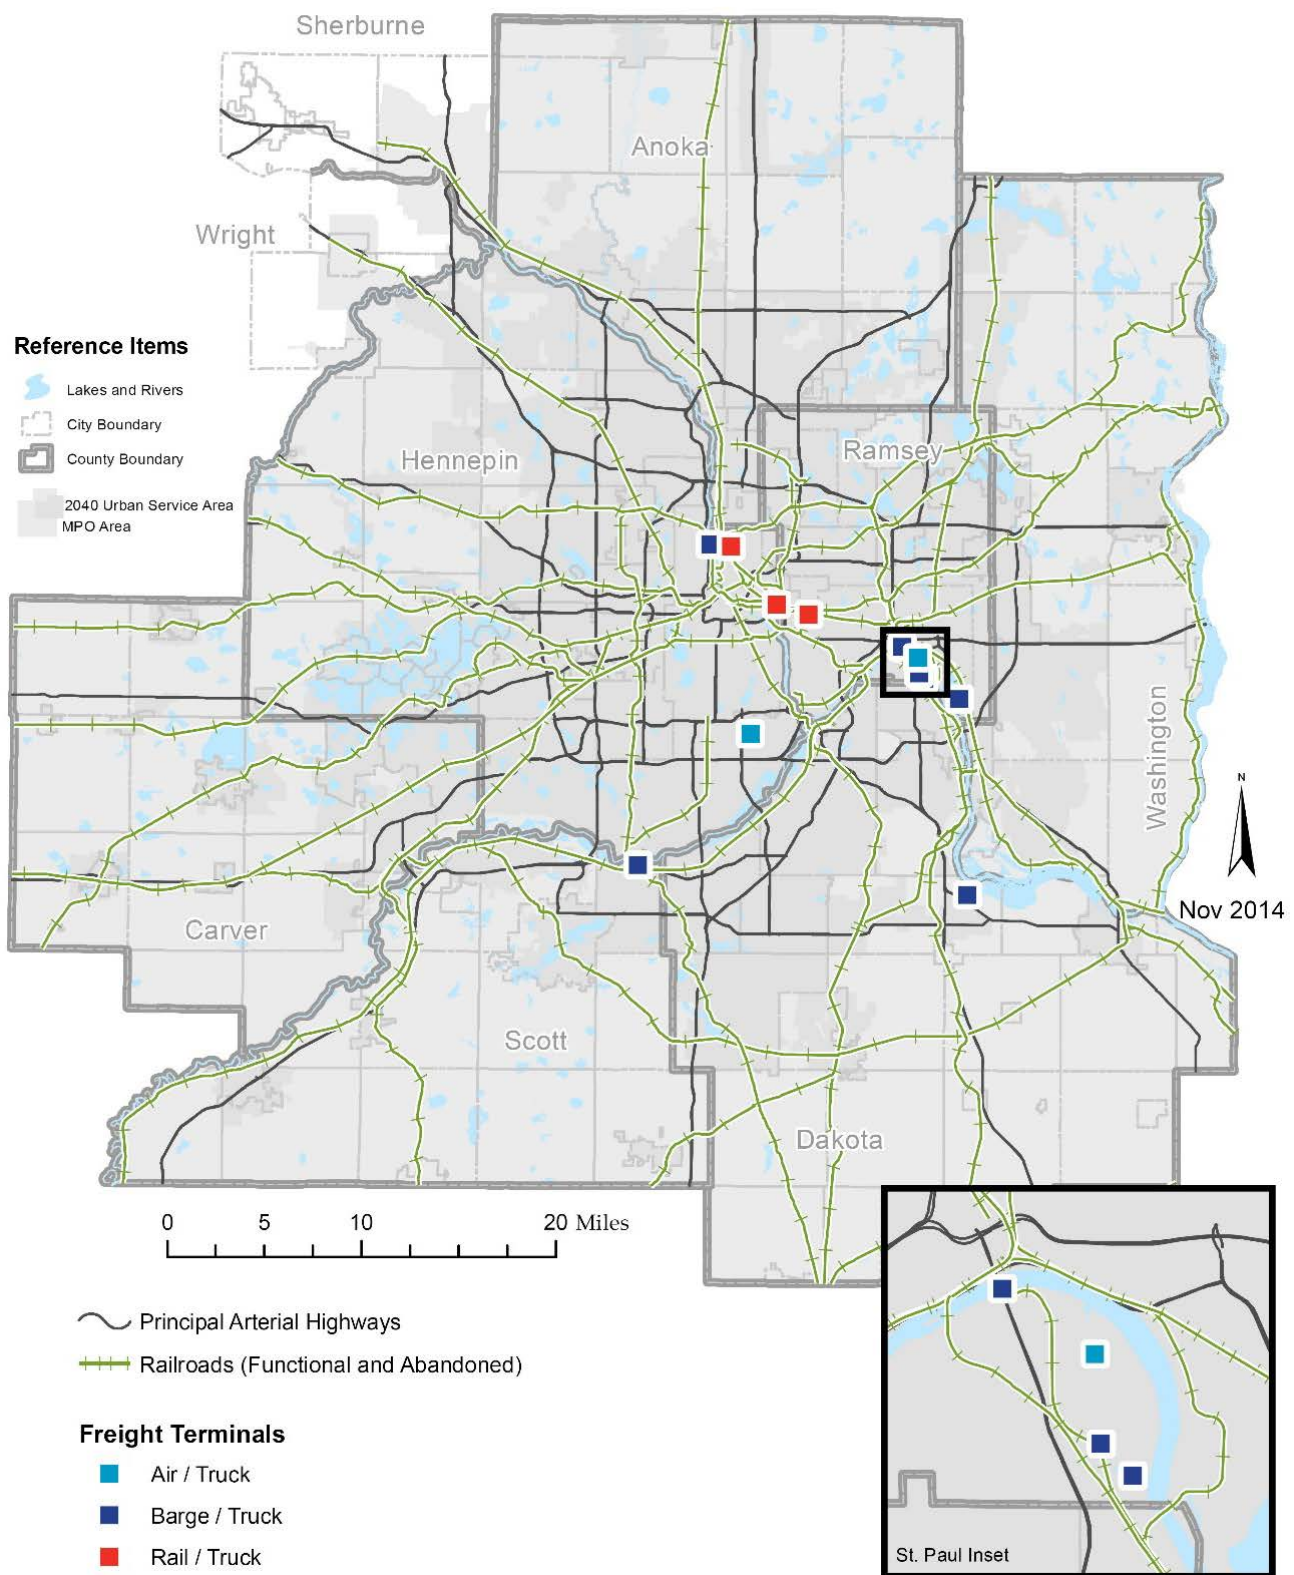 Sherburne
Anoka
Wright
Reference Items
Lakes and Rivers
City Boundary
County Boundary
2040 Urban Service Area
MPO Area
Hennepin
Ramsey
Washington
N
Nov 2014
Carver
Scott
Dakota
0 5 10 20 Miles
Principal Arterial Highways
Railroads (Functional and Abandoned)
Freight Terminals
Air / Truck
Barge / Truck
Rail / Truck
St. Paul Inset